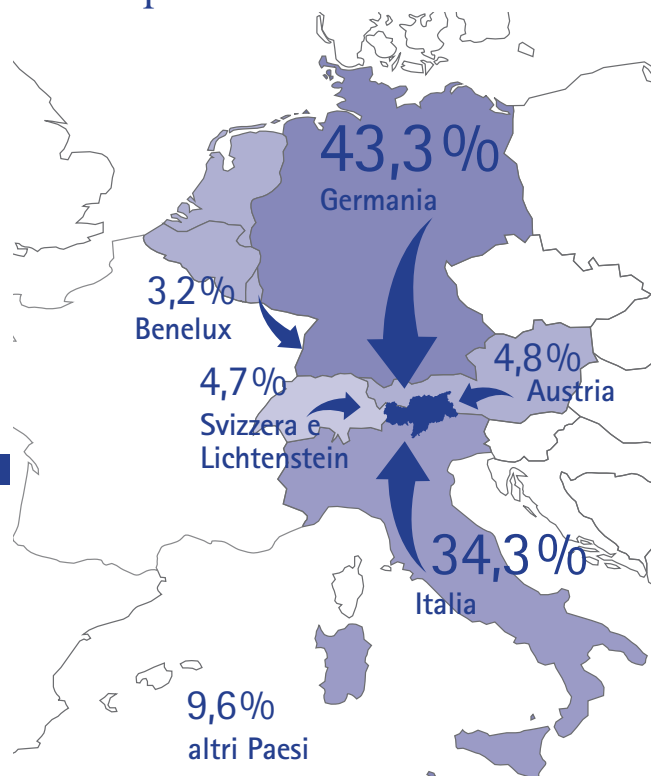 43,3%
Germania
3,2%
Benelux
4,8%
Austria
4,7%
Svizzera e
Lichtenstein
34,3%
Italia
9,6%
altri Paesi